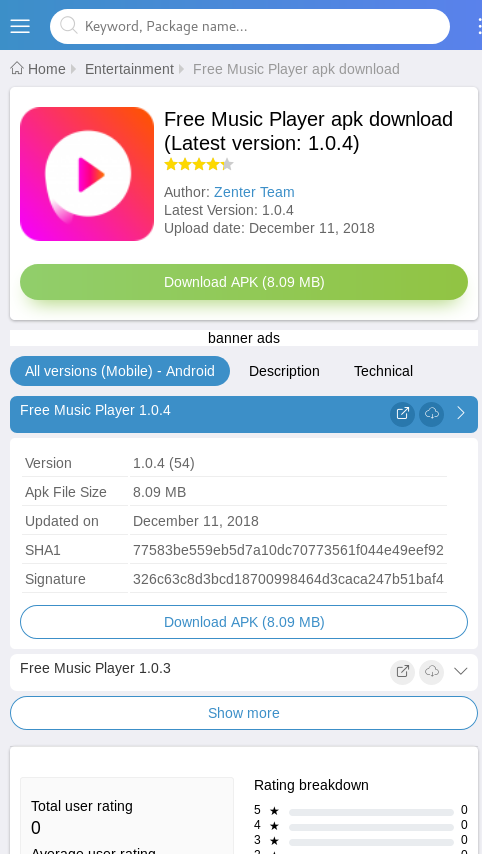 Keyword, Package name...
Home Entertainment Free Music Player apk download
Free Music Player apk download
(Latest version: 1.0.4)
Author: Zenter Team
Latest Version: 1.0.4
Upload date: December 11, 2018
Download APK (8.09 MB)
banner ads
All versions (Mobile) - Android Description Technical
Free Music Player 1.0.4
Version 1.0.4 (54)
Apk File Size 8.09 MB
Updated on December 11, 2018
SHA1 77583be559eb5d7a10dc70773561f044e49eef92
Signature 326c63c8d3bcd18700998464d3caca247b51baf4
Download APK (8.09 MB)
Free Music Player 1.0.3
Show more
Total user rating
0
Average user rating
Rating breakdown
5 ★ 0
4 ★ 0
3 ★ 0